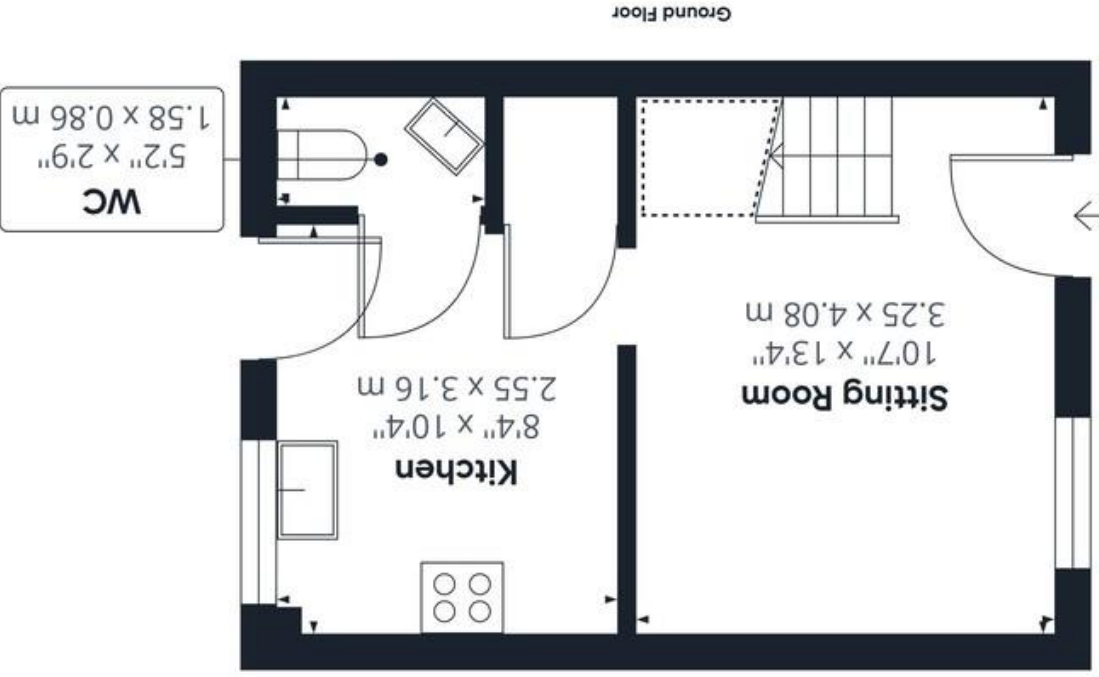 Ground Floor
Sitting Room
10'7" x 13'4"
3.25 x 4.08 m
Kitchen
8'4" x 10'4"
2.55 x 3.16 m
WC
5'2" x 2'9"
1.58 x 0.86 m